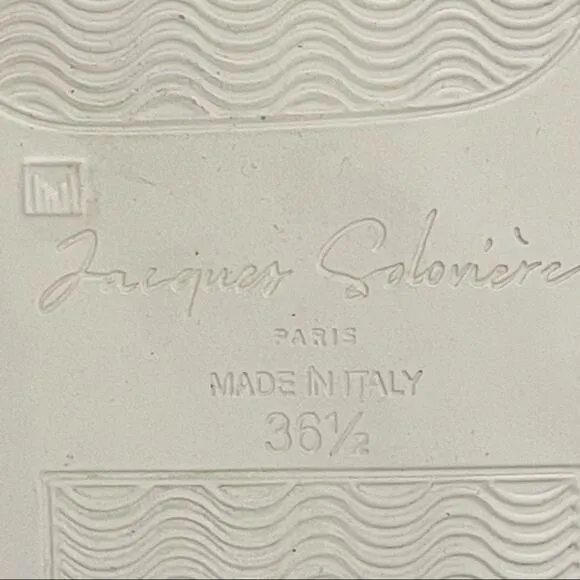 Jacques Solovière
PARIS
MADE IN ITALY
36½